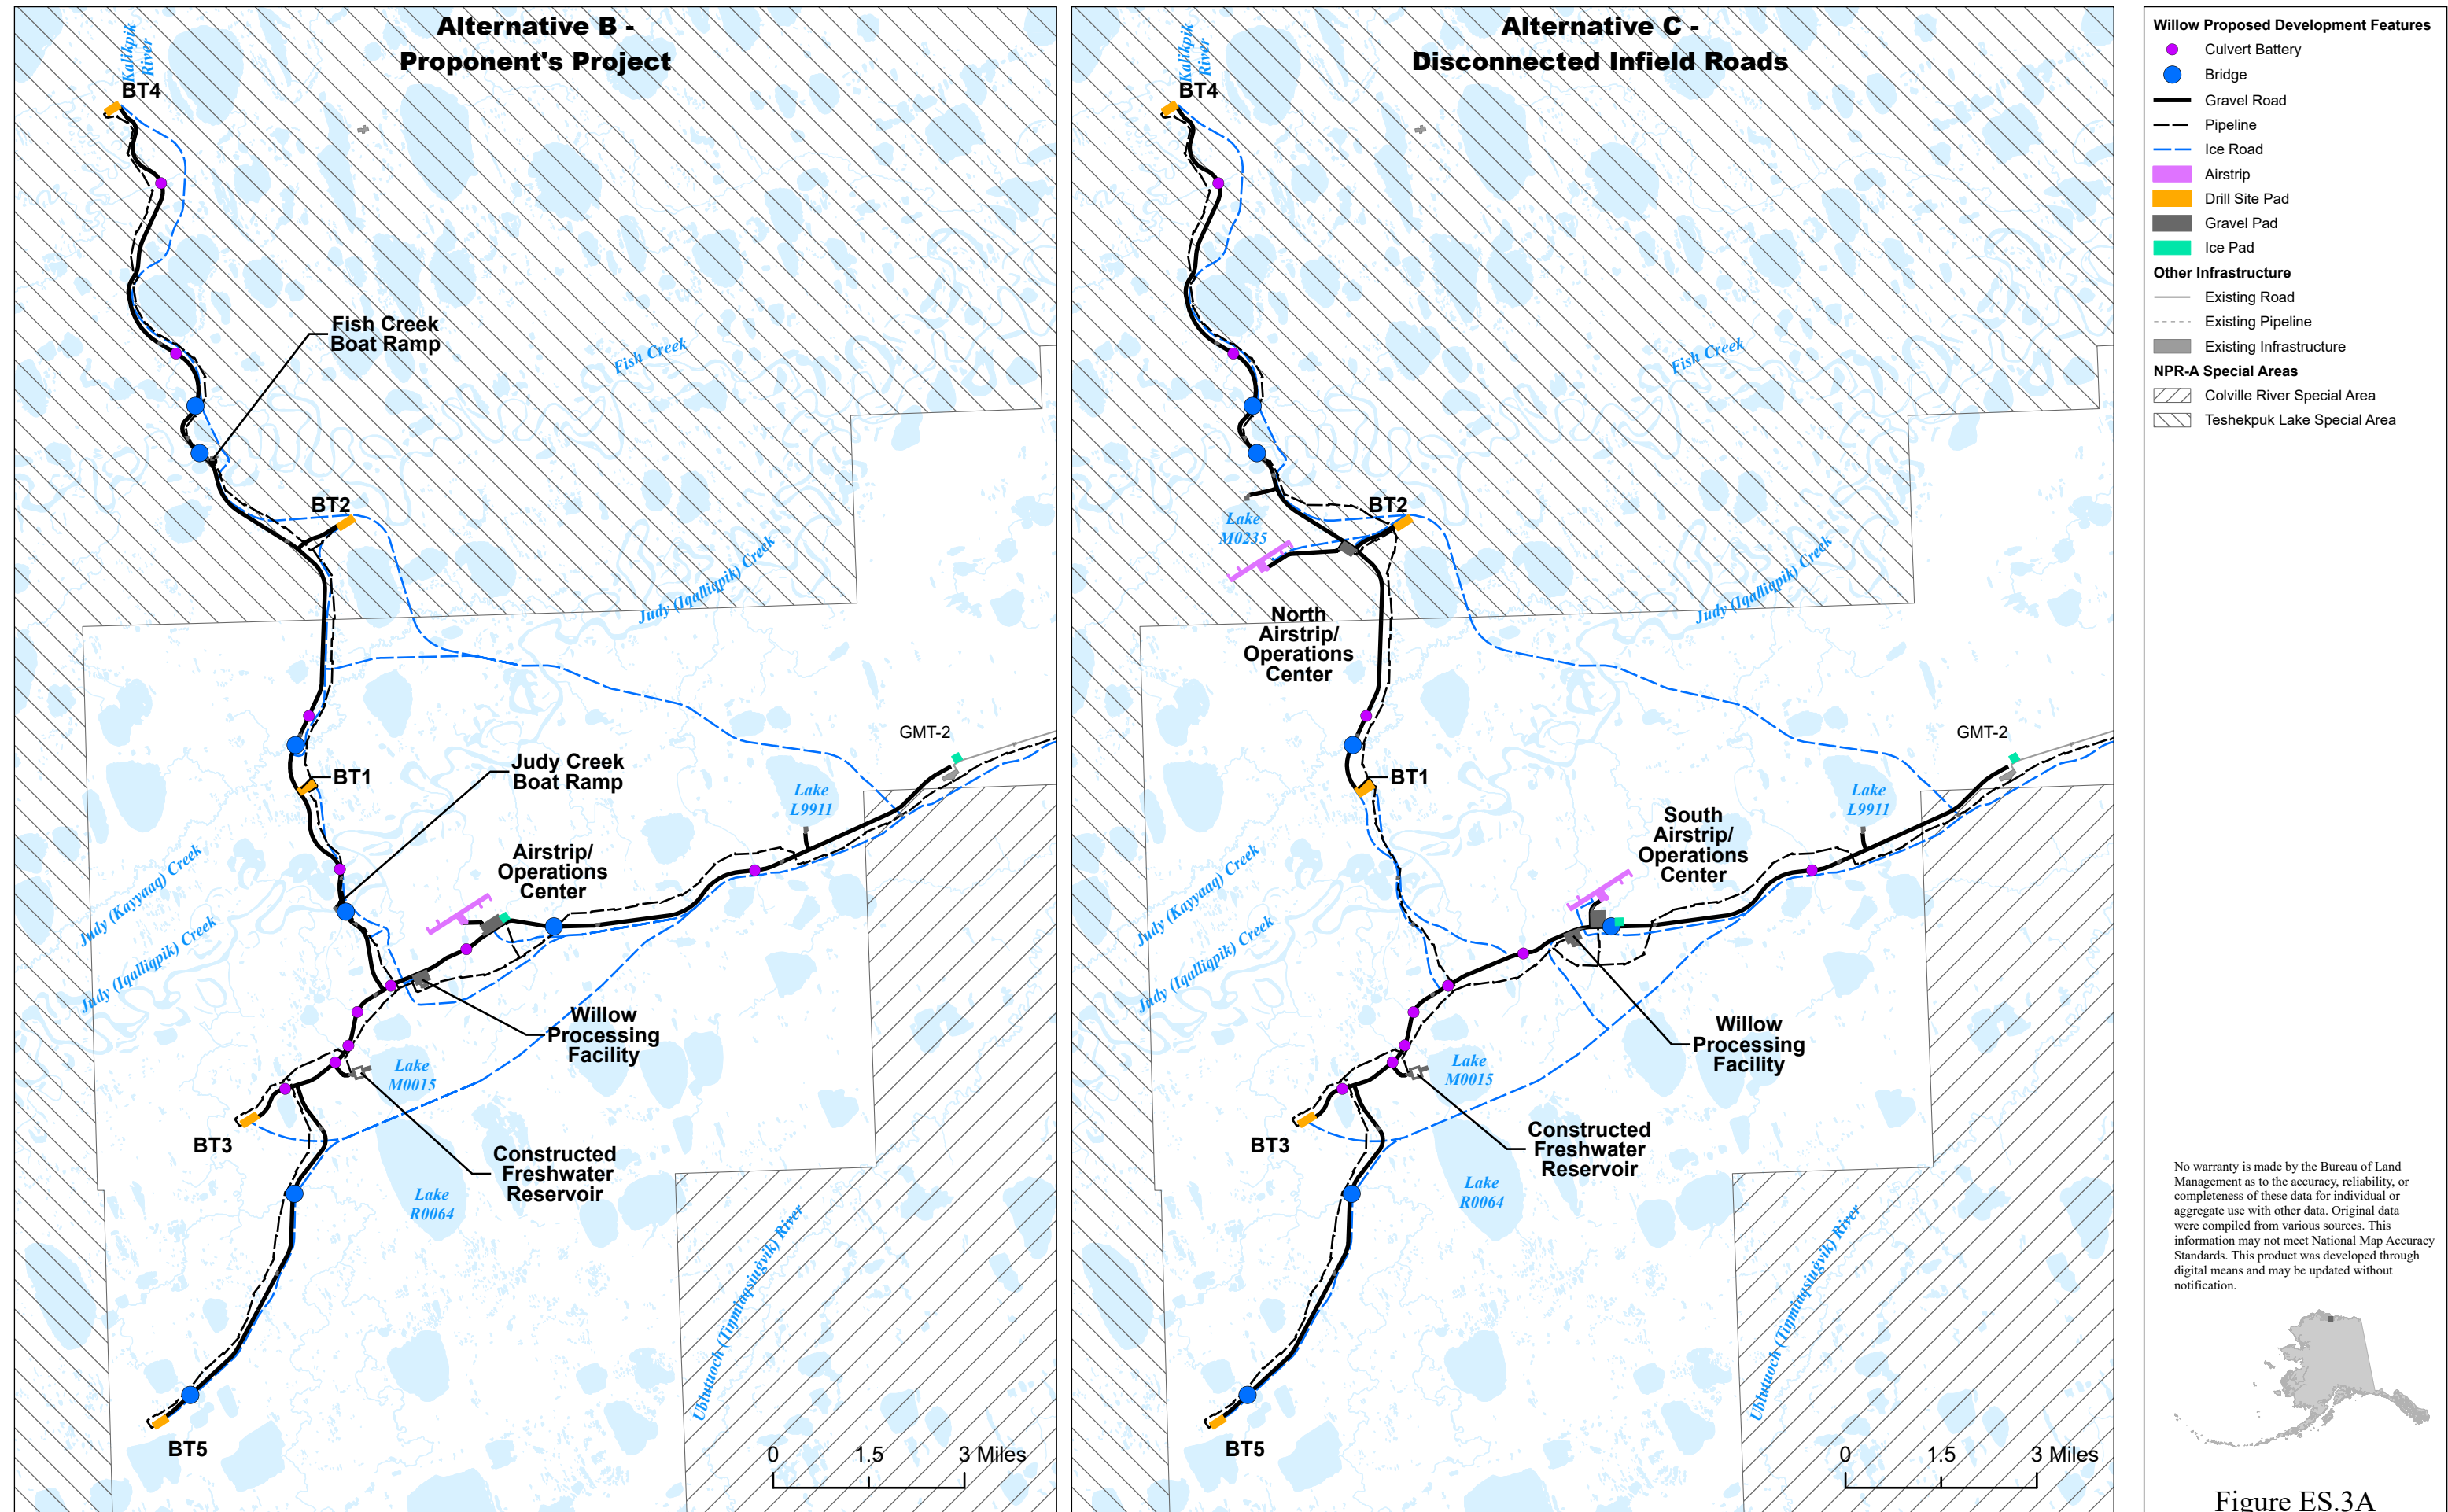 Alternative B -
Proponent's Project
Kalikpik
River
BT4
Fish Creek
Boat Ramp
Fish Creek
BT2
Judy (Iqalliqpik) Creek
GMT-2
Judy Creek
Boat Ramp
BT1
Lake
L9911
Airstrip/
Operations
Center
Judy (Kayyaaq) Creek
Judy (Iqalliqpik) Creek
Willow
Processing
Facility
Lake
M0015
BT3
Constructed
Freshwater
Reservoir
Lake
R0064
Ublutuoch (Tiŋmiaqsiuġvik) River
BT5
0 1.5 3 Miles
Alternative C -
Disconnected Infield Roads
Kalikpik
River
BT4
Fish Creek
BT2
Lake
M0235
Judy (Iqalliqpik) Creek
North
Airstrip/
Operations
Center
GMT-2
BT1
Lake
L9911
South
Airstrip/
Operations
Center
Judy (Kayyaaq) Creek
Judy (Iqalliqpik) Creek
Willow
Processing
Facility
Lake
M0015
BT3
Constructed
Freshwater
Reservoir
Lake
R0064
Ublutuoch (Tiŋmiaqsiuġvik) River
BT5
0 1.5 3 Miles
Willow Proposed Development Features
Culvert Battery
Bridge
Gravel Road
Pipeline
Ice Road
Airstrip
Drill Site Pad
Gravel Pad
Ice Pad
Other Infrastructure
Existing Road
Existing Pipeline
Existing Infrastructure
NPR-A Special Areas
Colville River Special Area
Teshekpuk Lake Special Area
No warranty is made by the Bureau of Land
Management as to the accuracy, reliability, or
completeness of these data for individual or
aggregate use with other data. Original data
were compiled from various sources. This
information may not meet National Map Accuracy
Standards. This product was developed through
digital means and may be updated without
notification.
Figure ES.3A